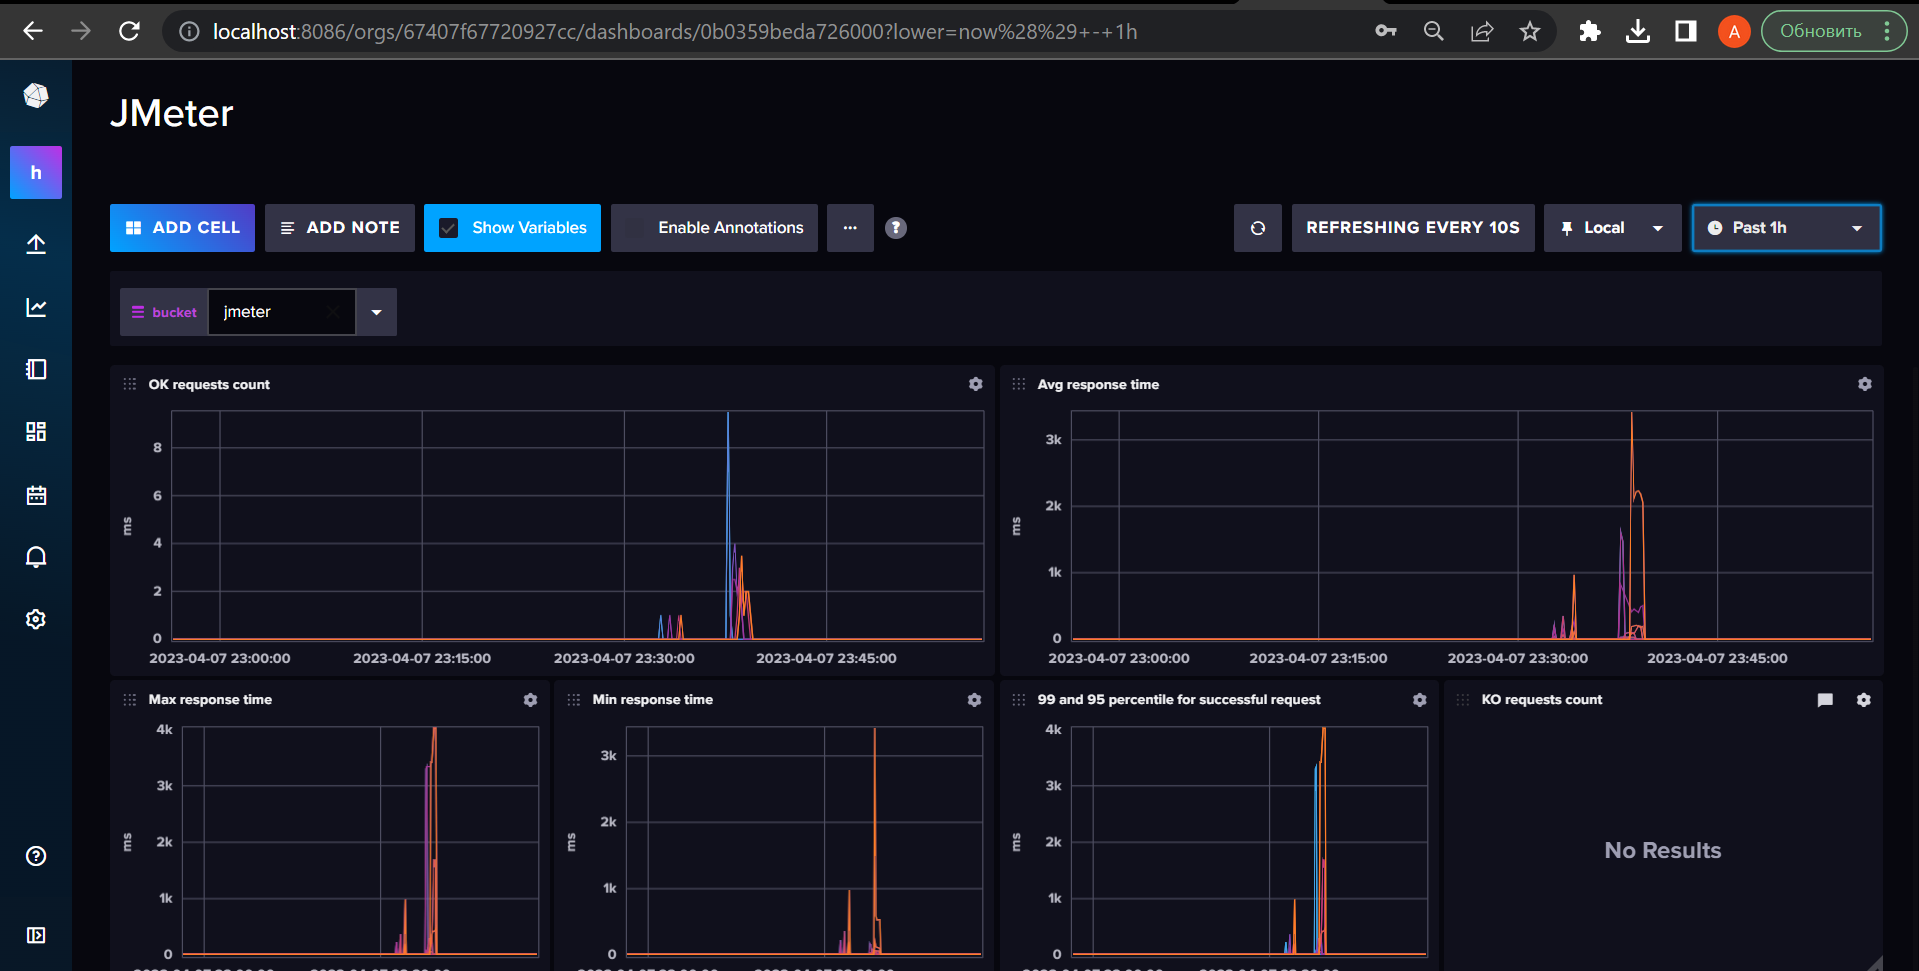 localhost:8086/orgs/67407f67720927cc/dashboards/0b0359beda726000?lower=now%28%29+-+1h
A
Обновить
JMeter
h
ADD CELL
ADD NOTE
Show Variables
Enable Annotations
...
?
REFRESHING EVERY 10S
Local
Past 1h
bucket
jmeter
OK requests count
8
6
4
2
0
ms
2023-04-07 23:00:00
2023-04-07 23:15:00
2023-04-07 23:30:00
2023-04-07 23:45:00
Avg response time
3k
2k
1k
0
ms
2023-04-07 23:00:00
2023-04-07 23:15:00
2023-04-07 23:30:00
2023-04-07 23:45:00
Max response time
4k
3k
2k
1k
0
ms
Min response time
3k
2k
1k
0
ms
99 and 95 percentile for successful request
4k
3k
2k
1k
0
ms
KO requests count
No Results